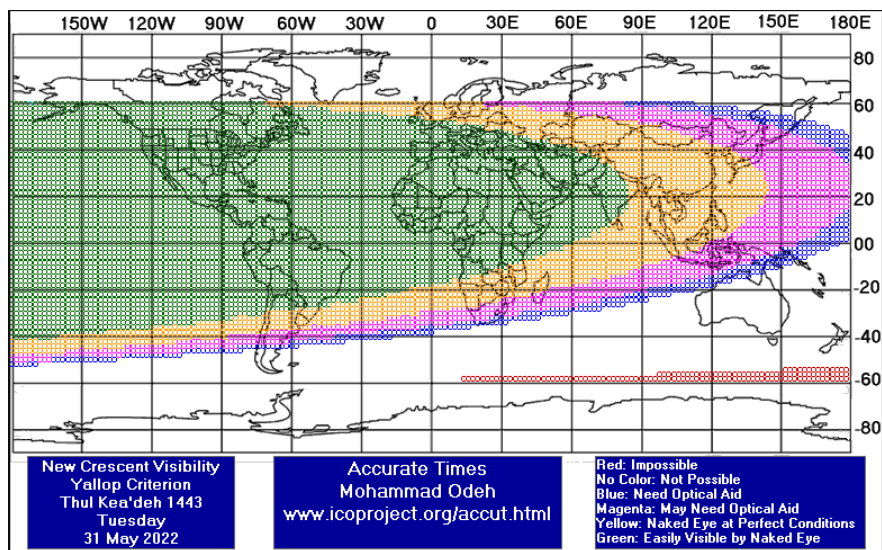 150W 120W 90W 60W 30W 0 30E 60E 90E 120E 150E 180E
80
60
40
20
00
-20
-40
-60
-80
New Crescent Visibility
Yallop Criterion
Thul Kea'deh 1443
Tuesday
31 May 2022
Accurate Times
Mohammad Odeh
www.icoproject.org/accut.html
Red: Impossible
No Color: Not Possible
Blue: Need Optical Aid
Magenta: May Need Optical Aid
Yellow: Naked Eye at Perfect Conditions
Green: Easily Visible by Naked Eye